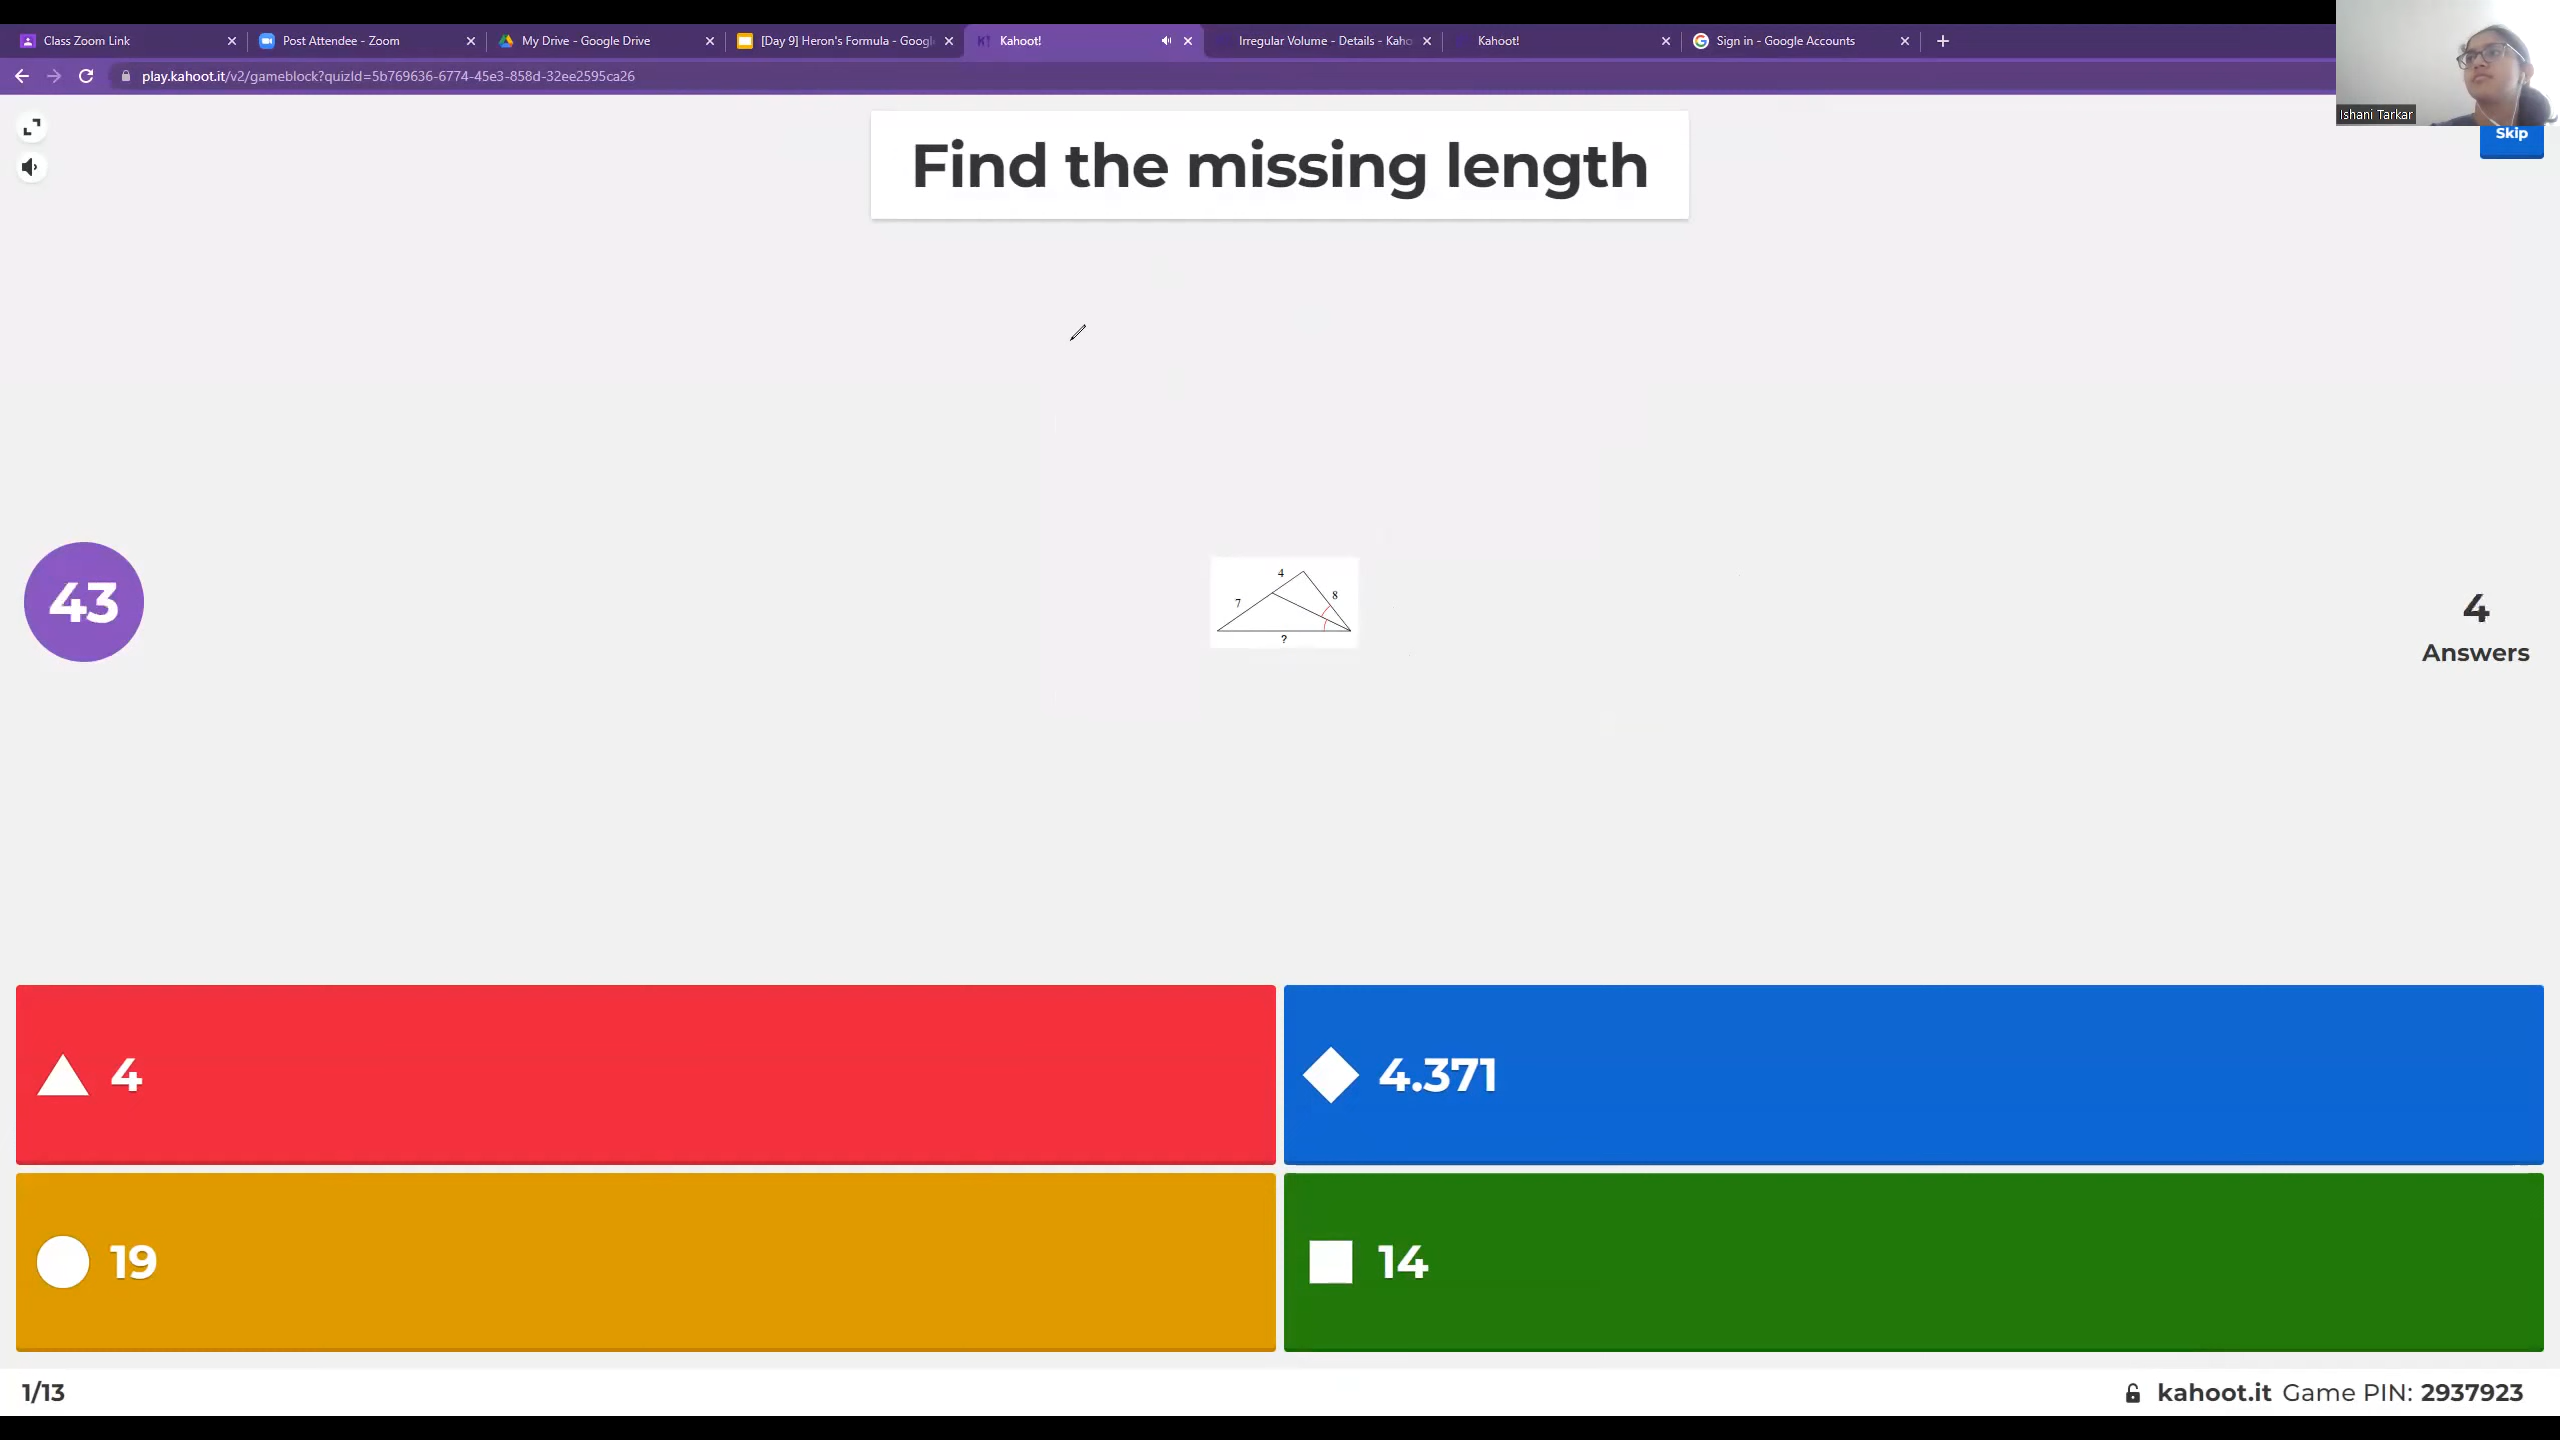 Class Zoom Link
Post Attendee - Zoom
My Drive - Google Drive
[Day 9] Heron's Formula - Googl
Kahoot!
Irregular Volume - Details - Kaho
Kahoot!
Sign in - Google Accounts
play.kahoot.it/v2/gameblock?quizId=5b769636-6774-45e3-858d-32ee2595ca26
Ishani Tarkar
Skip
Find the missing length
43
4
8
7
?
4
Answers
4
4.371
19
14
1/13
kahoot.it Game PIN: 2937923